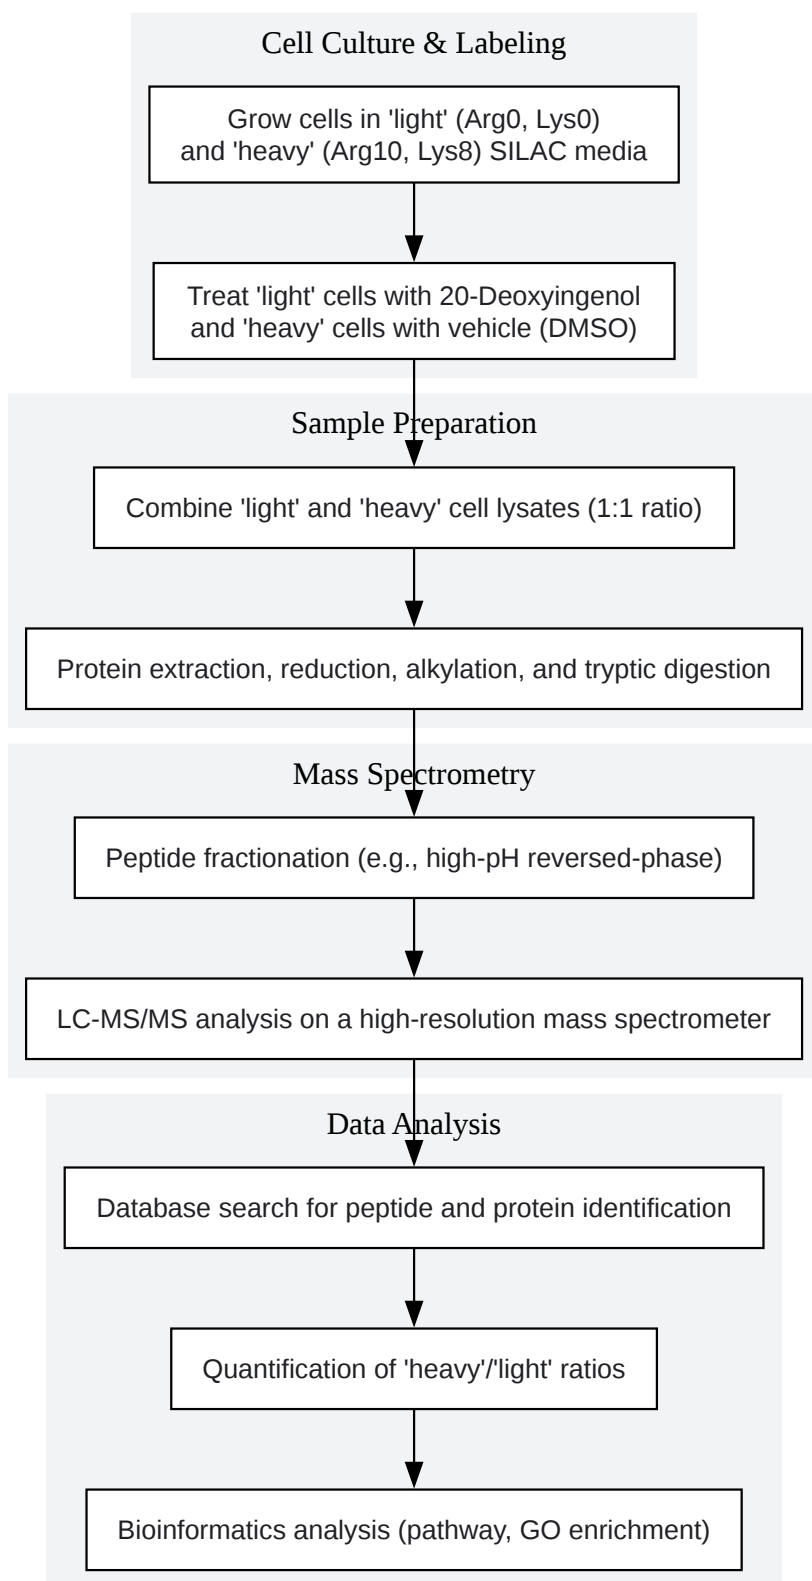 Cell Culture & Labeling
Grow cells in 'light' (Arg0, Lys0)
and 'heavy' (Arg10, Lys8) SILAC media
Treat 'light' cells with 20-Deoxyingenol
and 'heavy' cells with vehicle (DMSO)
Sample Preparation
Combine 'light' and 'heavy' cell lysates (1:1 ratio)
Protein extraction, reduction, alkylation, and tryptic digestion
Mass Spectrometry
Peptide fractionation (e.g., high-pH reversed-phase)
LC-MS/MS analysis on a high-resolution mass spectrometer
Data Analysis
Database search for peptide and protein identification
Quantification of 'heavy'/'light' ratios
Bioinformatics analysis (pathway, GO enrichment)